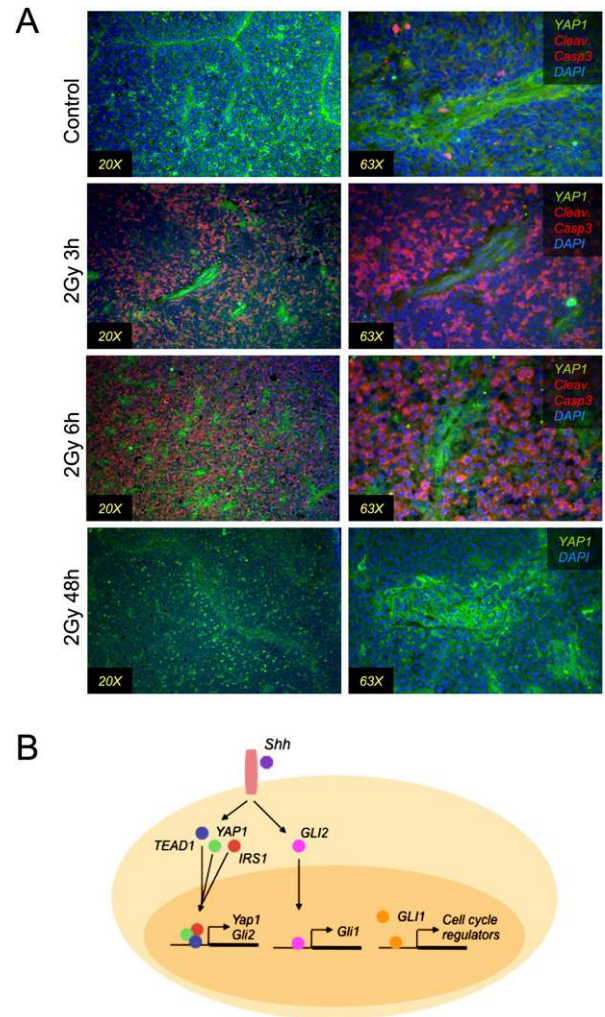 A
Control
YAP1
Cleav.
Casp3
DAPI
20X
63X
2Gy 3h
YAP1
Cleav.
Casp3
DAPI
20X
63X
2Gy 6h
YAP1
Cleav.
Casp3
DAPI
20X
63X
2Gy 48h
YAP1
DAPI
20X
63X
B
Shh
TEAD1
YAP1
IRS1
GLI2
Yap1
Gli2
Gli1
GLI1
Cell cycle
regulators